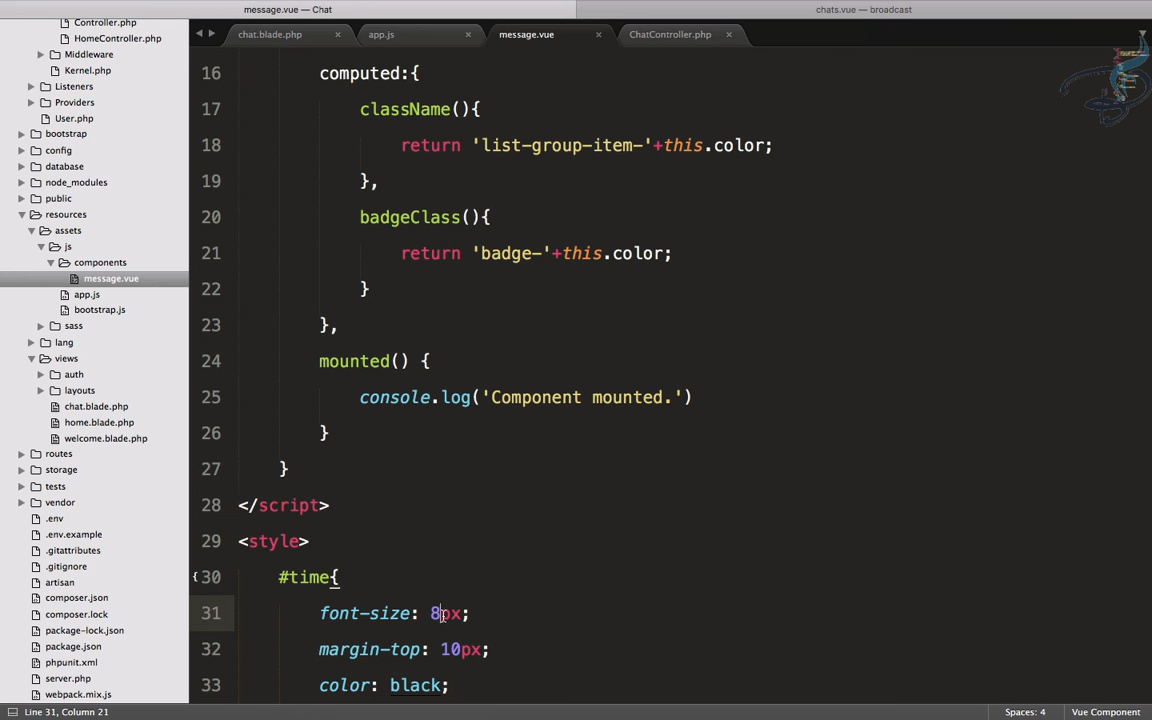 message.vue — Chat
chats.vue — broadcast
chat.blade.php
app.js
message.vue
ChatController.php
Controller.php
HomeController.php
Middleware
Kernel.php
Listeners
Providers
User.php
bootstrap
config
database
node_modules
public
resources
assets
js
components
message.vue
app.js
bootstrap.js
sass
lang
views
auth
layouts
chat.blade.php
home.blade.php
welcome.blade.php
routes
storage
tests
vendor
.env
.env.example
.gitattributes
.gitignore
artisan
composer.json
composer.lock
package-lock.json
package.json
phpunit.xml
readme.md
server.php
webpack.mix.js
16 computed:{
17 className(){
18 return 'list-group-item-'+this.color;
19 },
20 badgeClass(){
21 return 'badge-'+this.color;
22 }
23 },
24 mounted() {
25 console.log('Component mounted.')
26 }
27 }
28 </script>
29 <style>
30 #time{
31 font-size: 8px;
32 margin-top: 10px;
33 color: black;
Line 31, Column 21
Spaces: 4
Vue Component